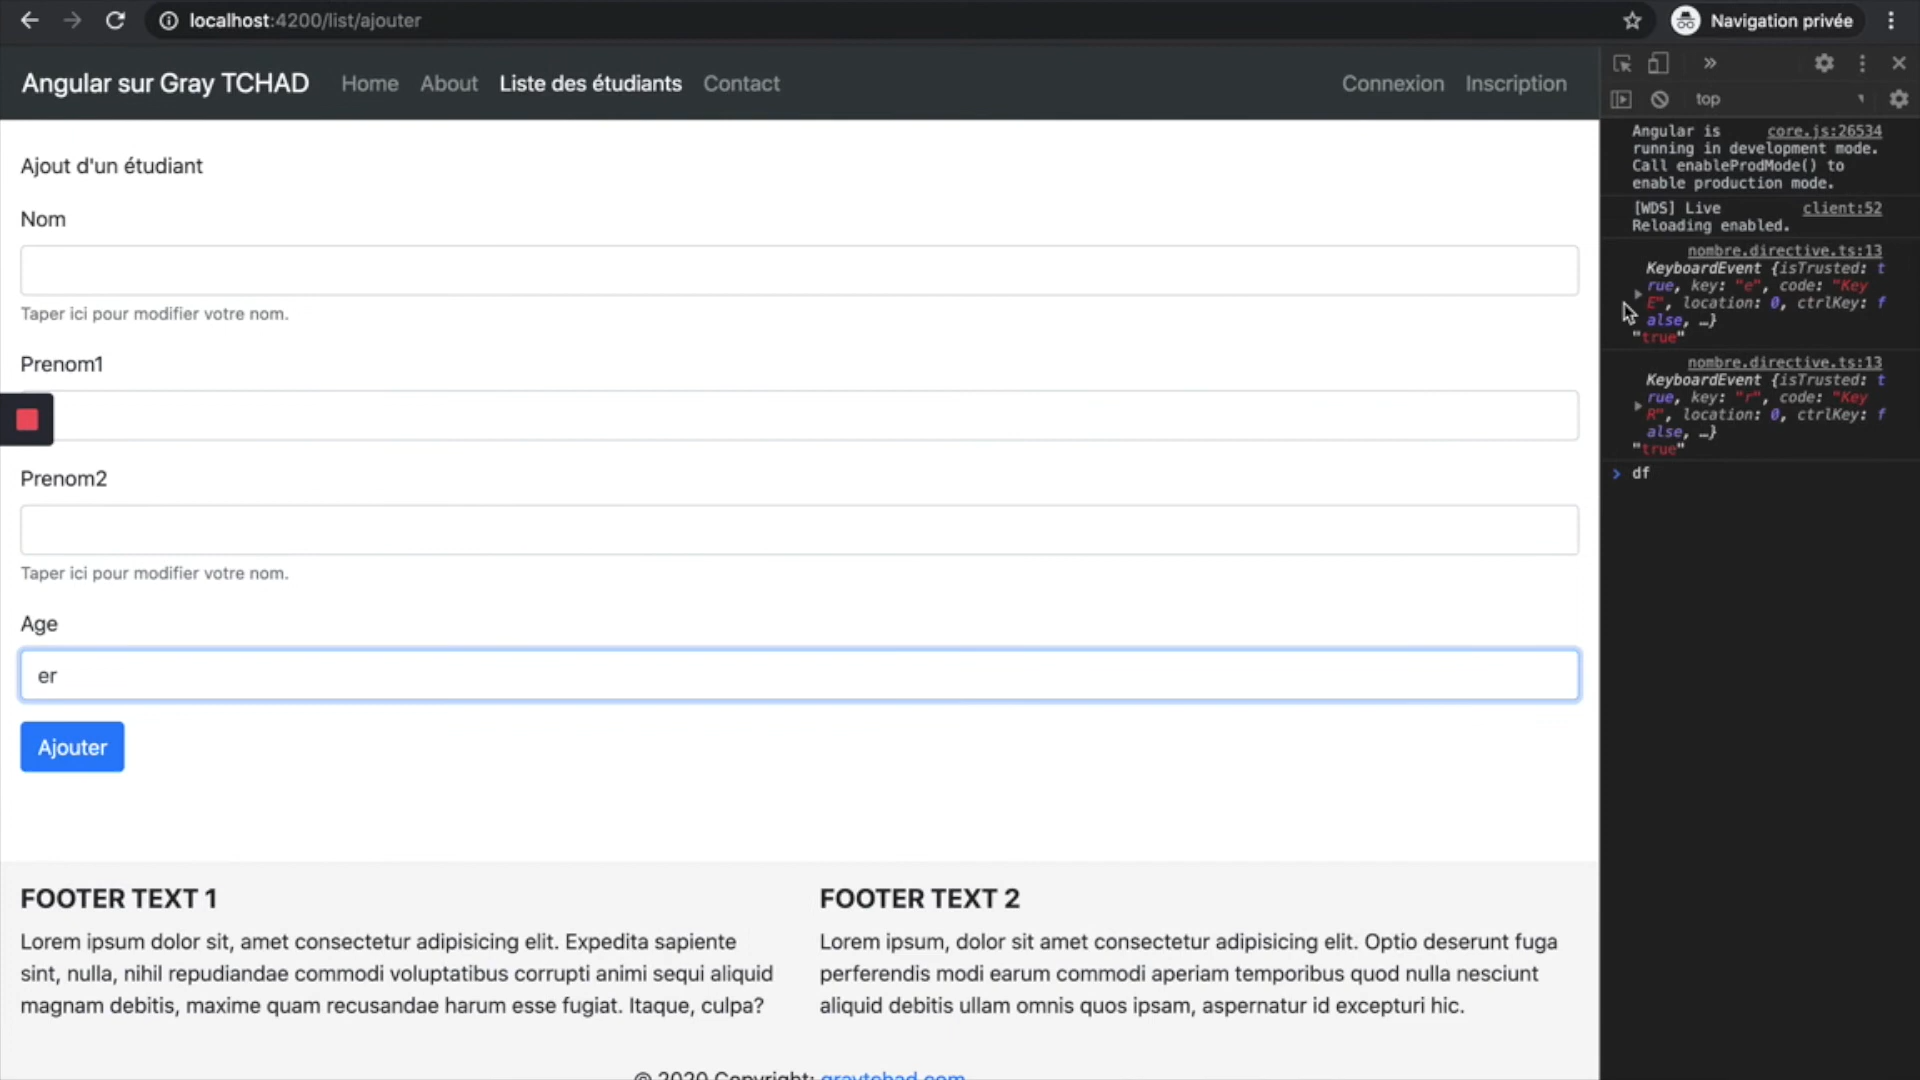 localhost:4200/list/ajouter
Navigation privée
Angular sur Gray TCHAD Home About Liste des étudiants Contact Connexion Inscription
Ajout d'un étudiant
Nom
Taper ici pour modifier votre nom.
Prenom1
Prenom2
Taper ici pour modifier votre nom.
Age
er
Ajouter
FOOTER TEXT 1
Lorem ipsum dolor sit, amet consectetur adipisicing elit. Expedita sapiente
sint, nulla, nihil repudiandae commodi voluptatibus corrupti animi sequi aliquid
magnam debitis, maxime quam recusandae harum esse fugiat. Itaque, culpa?
FOOTER TEXT 2
Lorem ipsum, dolor sit amet consectetur adipisicing elit. Optio deserunt fuga
perferendis modi earum commodi aperiam temporibus quod nulla nesciunt
aliquid debitis ullam omnis quos ipsam, aspernatur id excepturi hic.
© 2020 Copyright: graytchad.com
top
Angular is core.js:26534
running in development mode.
Call enableProdMode() to
enable production mode.
[WDS] Live client:52
Reloading enabled.
nombre.directive.ts:13
KeyboardEvent {isTrusted: t
rue, key: "e", code: "Key
E", location: 0, ctrlKey: f
alse, …}
"true"
nombre.directive.ts:13
KeyboardEvent {isTrusted: t
rue, key: "r", code: "Key
R", location: 0, ctrlKey: f
alse, …}
"true"
> df